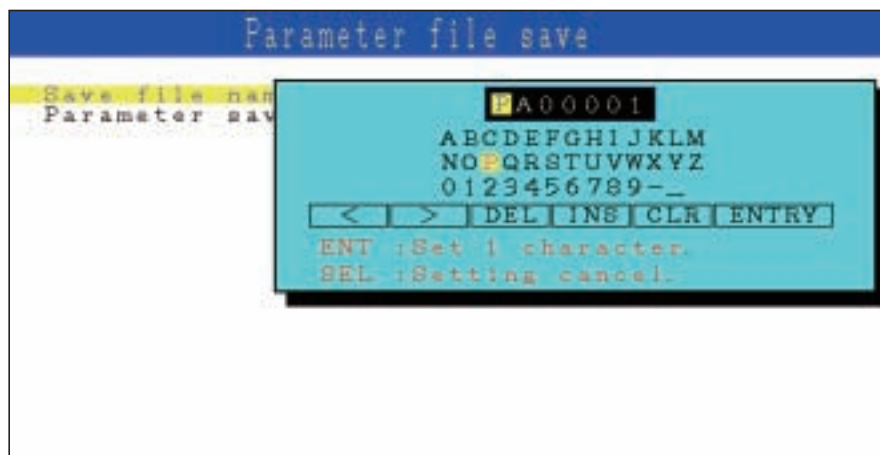 Parameter file save
Save file nam
Parameter sav
PA00001
ABCDEFGHIJKLM
NOPQRSTUVWXYZ
0123456789-_
< > DEL INS CLR ENTRY
ENT :Set 1 character.
SEL :Setting cancel.